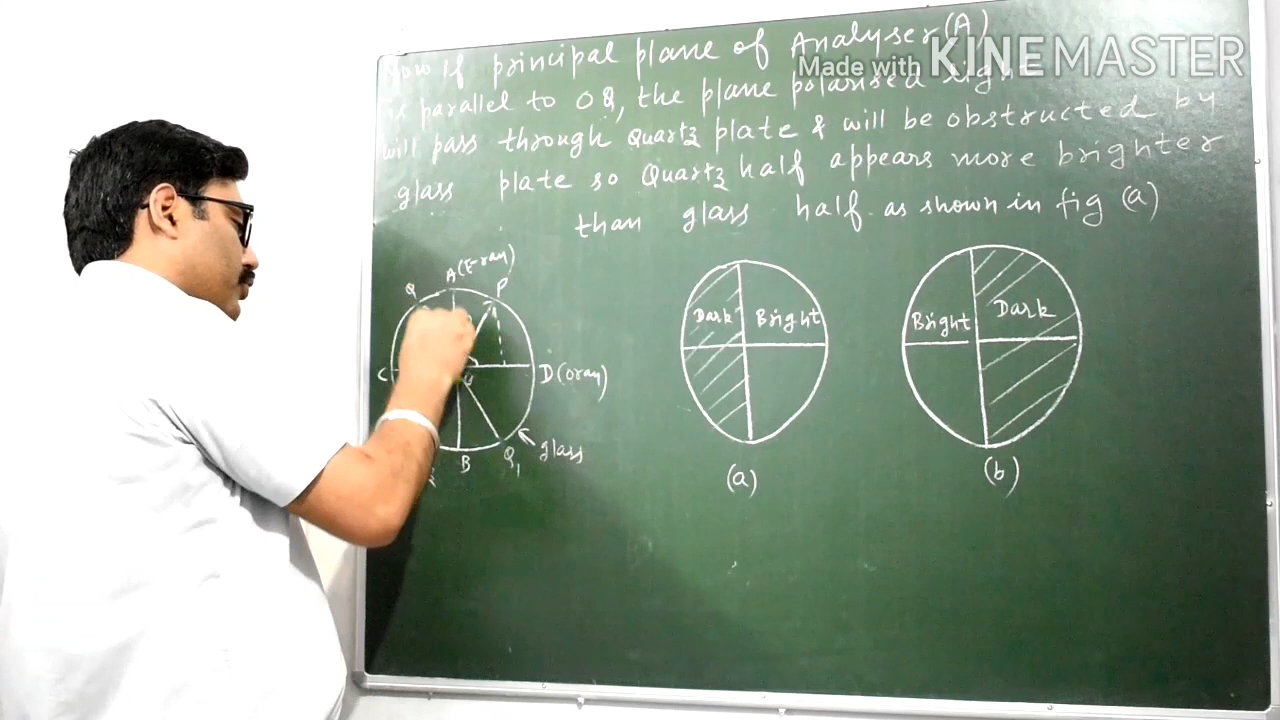 Now if principal plane of Analyser (A)
Made with KINEMASTER
is parallel to OQ, the plane polarised light
will pass through Quartz plate & will be obstructed by
glass plate so Quartz half appears more brighter
than glass half as shown in fig (a)
A (E-ray)
Q
P
C
D (O ray)
B
Q1
glass
Dark Bright
(a)
Bright Dark
(b)